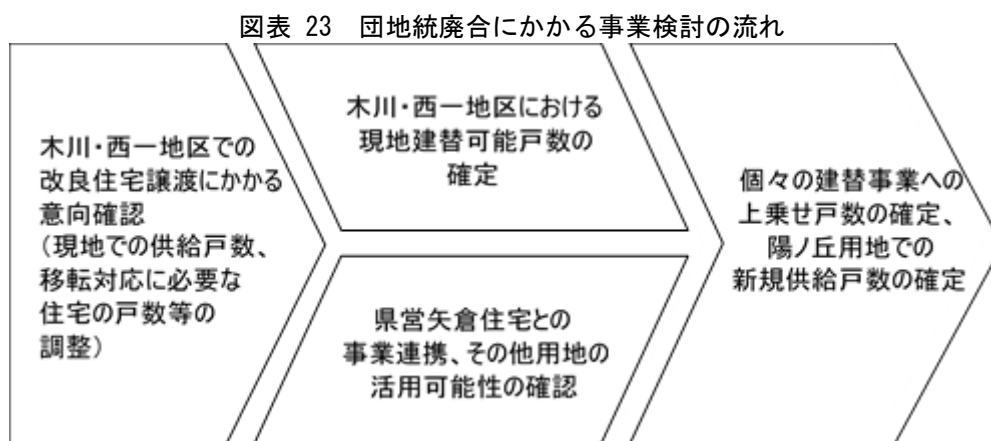 図表 23　団地統廃合にかかる事業検討の流れ
木川・西一地区での
改良住宅譲渡にかかる
意向確認
（現地での供給戸数、
移転対応に必要な
住宅の戸数等の
調整）
木川・西一地区における
現地建替可能戸数の
確定
県営矢倉住宅との
事業連携、その他用地の
活用可能性の確認
個々の建替事業への
上乗せ戸数の確定、
陽ノ丘用地での
新規供給戸数の確定